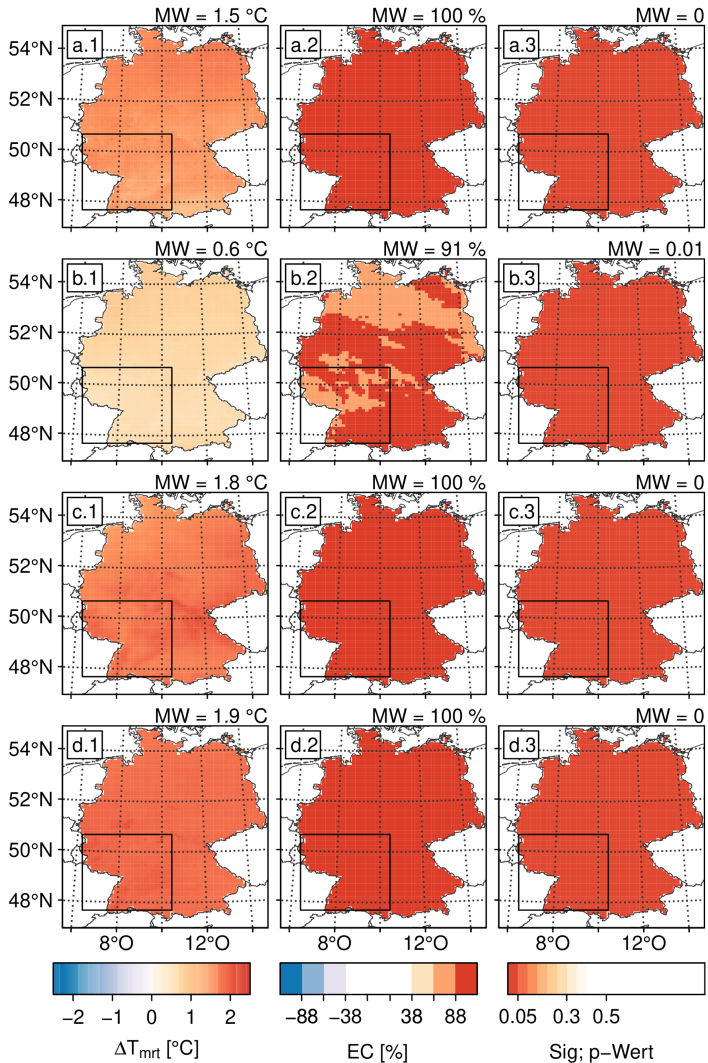 MW = 1.5 °C MW = 100 % MW = 0
a.1 a.2 a.3
54°N
52°N
50°N
48°N
MW = 0.6 °C MW = 91 % MW = 0.01
b.1 b.2 b.3
54°N
52°N
50°N
48°N
MW = 1.8 °C MW = 100 % MW = 0
c.1 c.2 c.3
54°N
52°N
50°N
48°N
MW = 1.9 °C MW = 100 % MW = 0
d.1 d.2 d.3
54°N
52°N
50°N
48°N
8°O 12°O 8°O 12°O 8°O 12°O
−2 −1 0 1 2 −88 −38 38 88 0.05 0.3 0.5
ΔTmrt [°C] EC [%] Sig; p−Wert